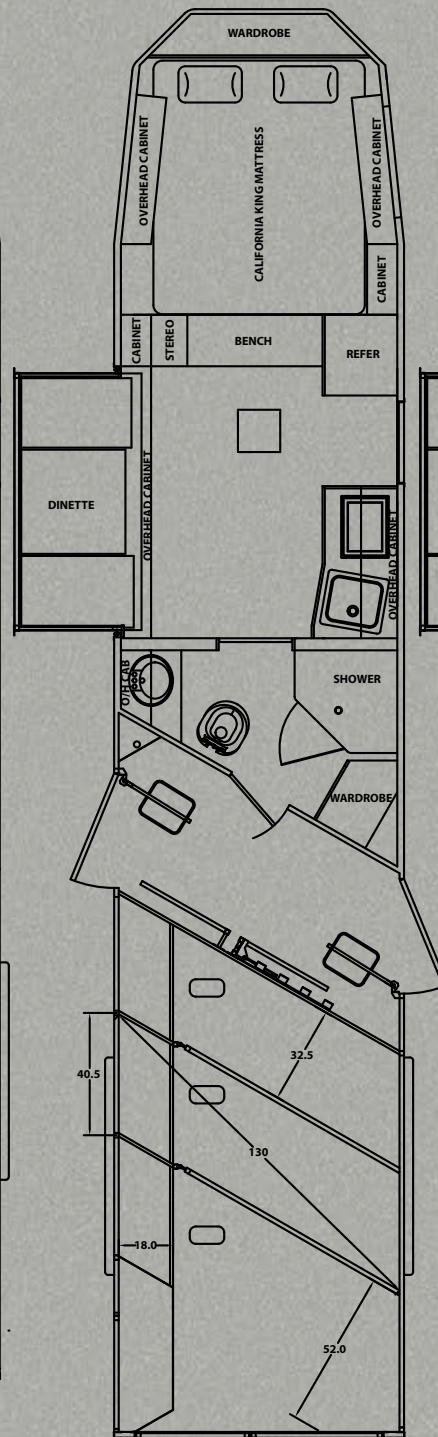 WARDROBE
OVERHEAD CABINET
CALIFORNIA KING MATTRESS
OVERHEAD CABINET
CABINET
CABINET
STEREO
BENCH
REFER
DINETTE
OVERHEAD CABINET
OVERHEAD CABINET
O/H CAB
SHOWER
WARDROBE
32.5
40.5
130
18.0
52.0